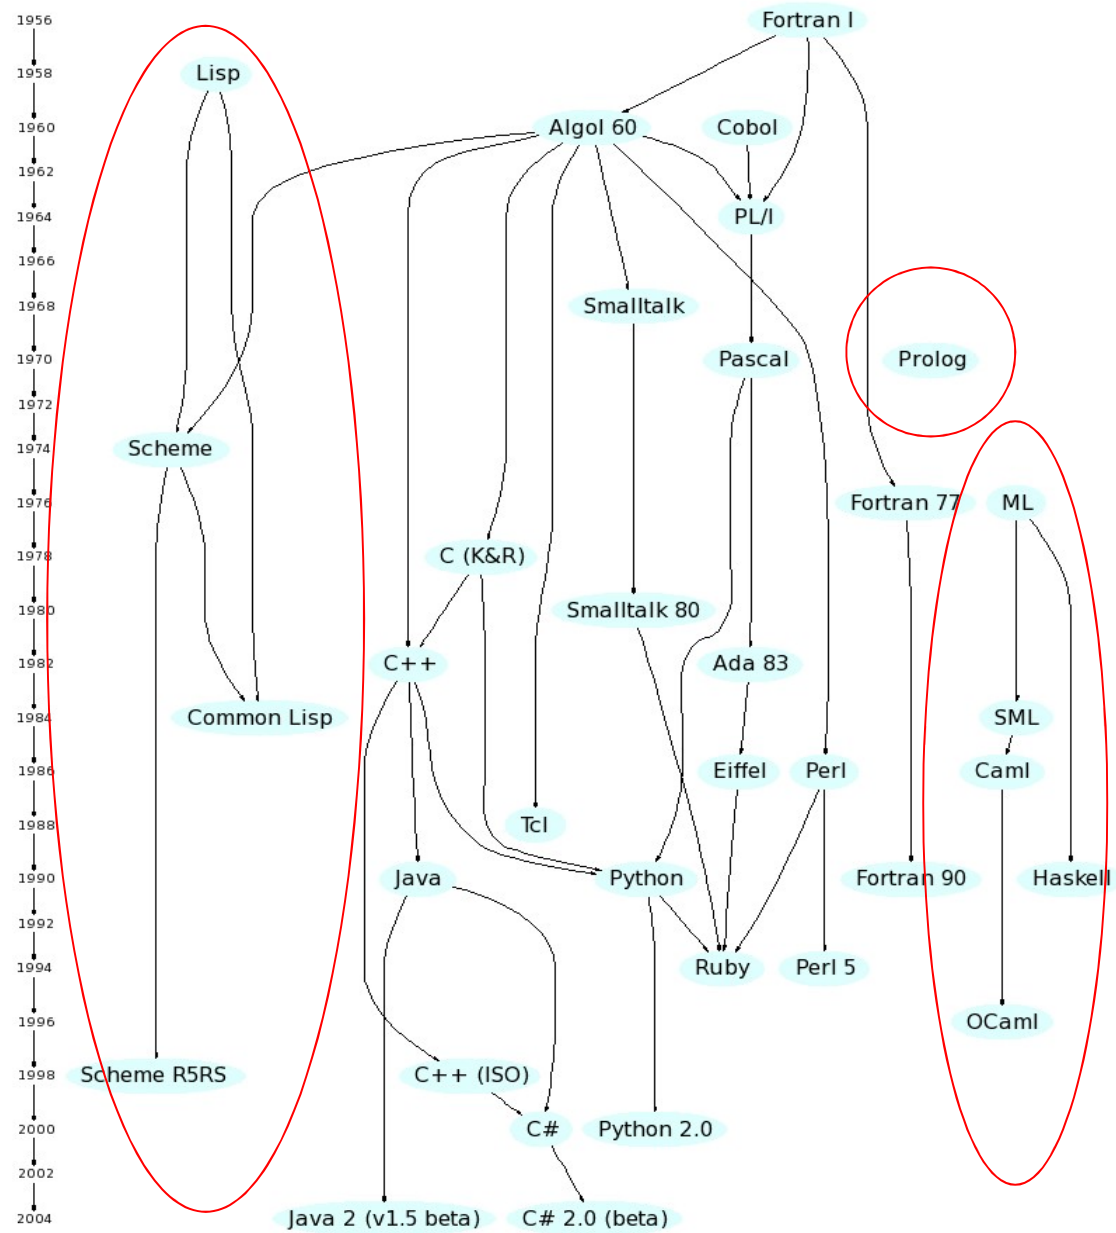 1956
Fortran I
1958
Lisp
1960
Algol 60
Cobol
1962
1964
PL/I
1966
1968
Smalltalk
1970
Pascal
Prolog
1972
1974
Scheme
1976
Fortran 77
ML
1978
C (K&R)
1980
Smalltalk 80
1982
C++
Ada 83
1984
Common Lisp
SML
1986
Eiffel
Perl
Caml
1988
Tcl
1990
Java
Python
Fortran 90
Haskell
1992
1994
Ruby
Perl 5
1996
OCaml
1998
Scheme R5RS
C++ (ISO)
2000
C#
Python 2.0
2002
2004
Java 2 (v1.5 beta)
C# 2.0 (beta)